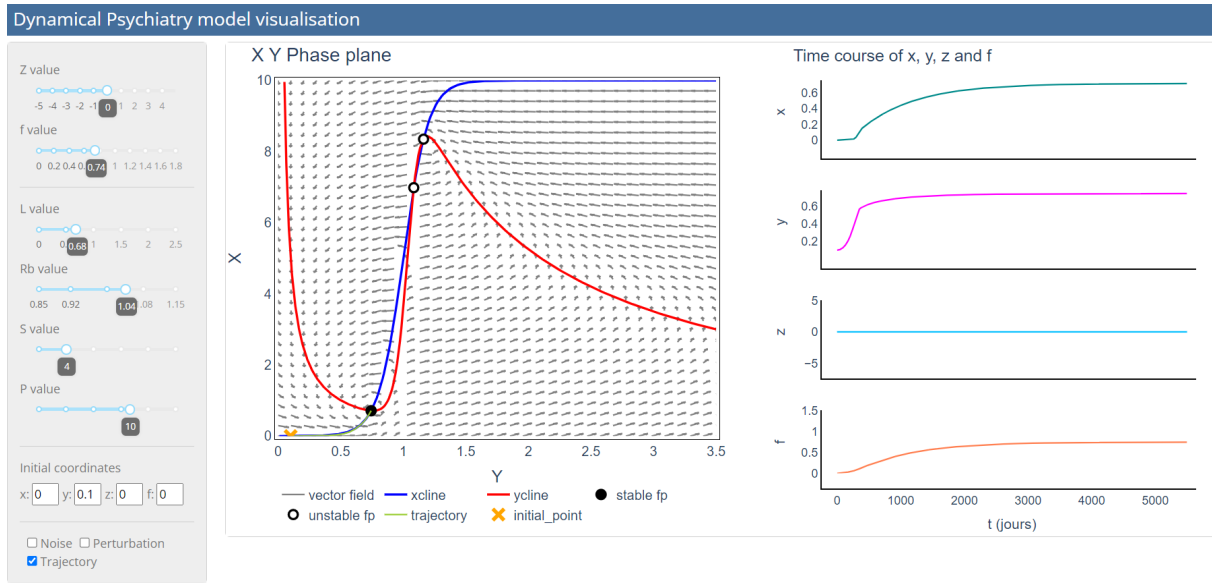 Dynamical Psychiatry model visualisation
Z value
-5 -4 -3 -2 -1 0 1 2 3 4
f value
0 0.2 0.4 0. 0.74 1 1.2 1.4 1.6 1.8
L value
0 0. 0.68 1 1.5 2 2.5
Rb value
0.85 0.92 1.04 .08 1.15
S value
4
P value
10
Initial coordinates
x: 0 y: 0.1 z: 0 f: 0
Noise Perturbation
Trajectory
X Y Phase plane
10
8
6
4
2
0
X
0 0.5 1 1.5 2 2.5 3 3.5
Y
vector field xcline ycline stable fp
unstable fp trajectory initial_point
Time course of x, y, z and f
0.6
0.4
0.2
0
x
0.6
0.4
0.2
y
5
0
−5
z
1.5
1
0.5
0
f
0 1000 2000 3000 4000 5000
t (jours)